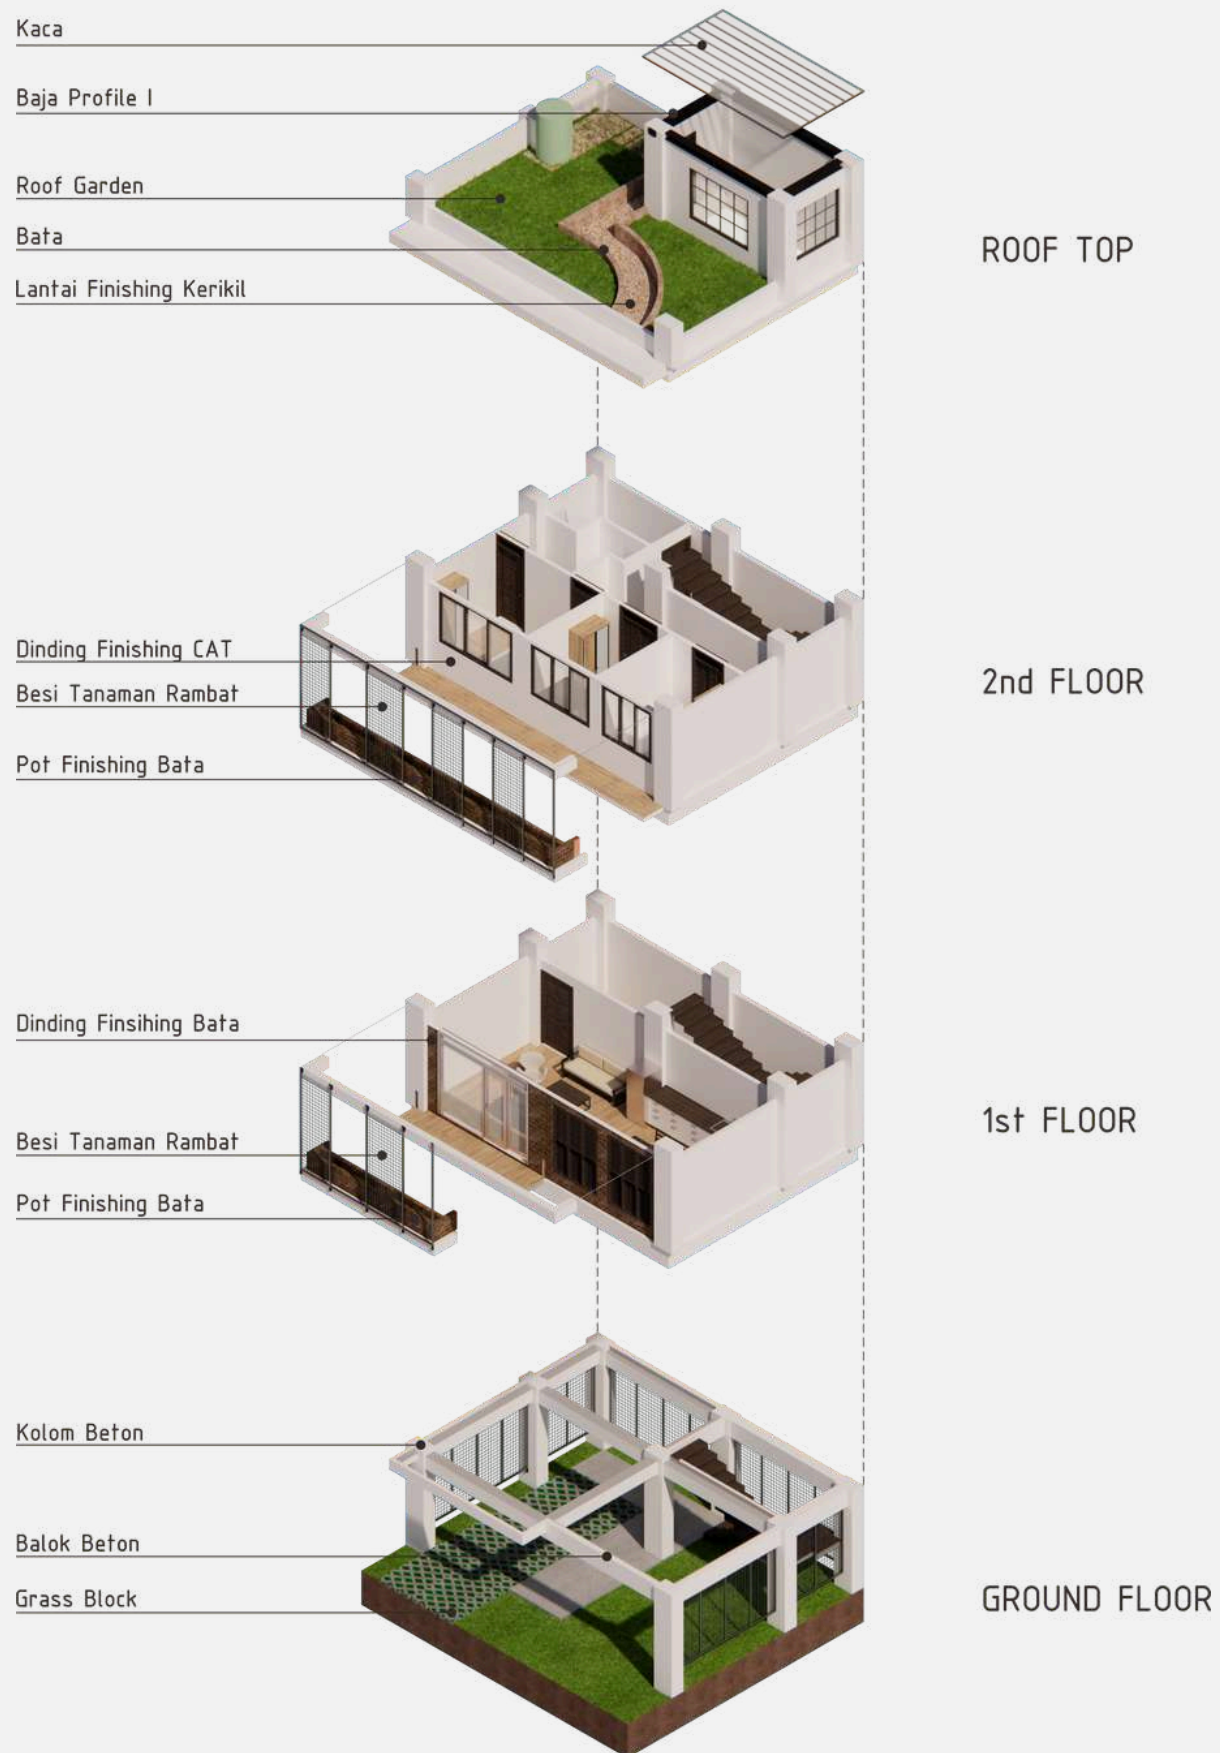 Kaca
Baja Profile I
Roof Garden
Bata
Lantai Finishing Kerikil
ROOF TOP
Dinding Finishing CAT
Besi Tanaman Rambat
Pot Finishing Bata
2nd FLOOR
Dinding Finsihing Bata
Besi Tanaman Rambat
Pot Finishing Bata
1st FLOOR
Kolom Beton
Balok Beton
Grass Block
GROUND FLOOR